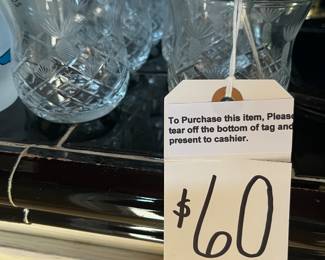 To Purchase this item, Please
tear off the bottom of tag and
present to cashier.
$60